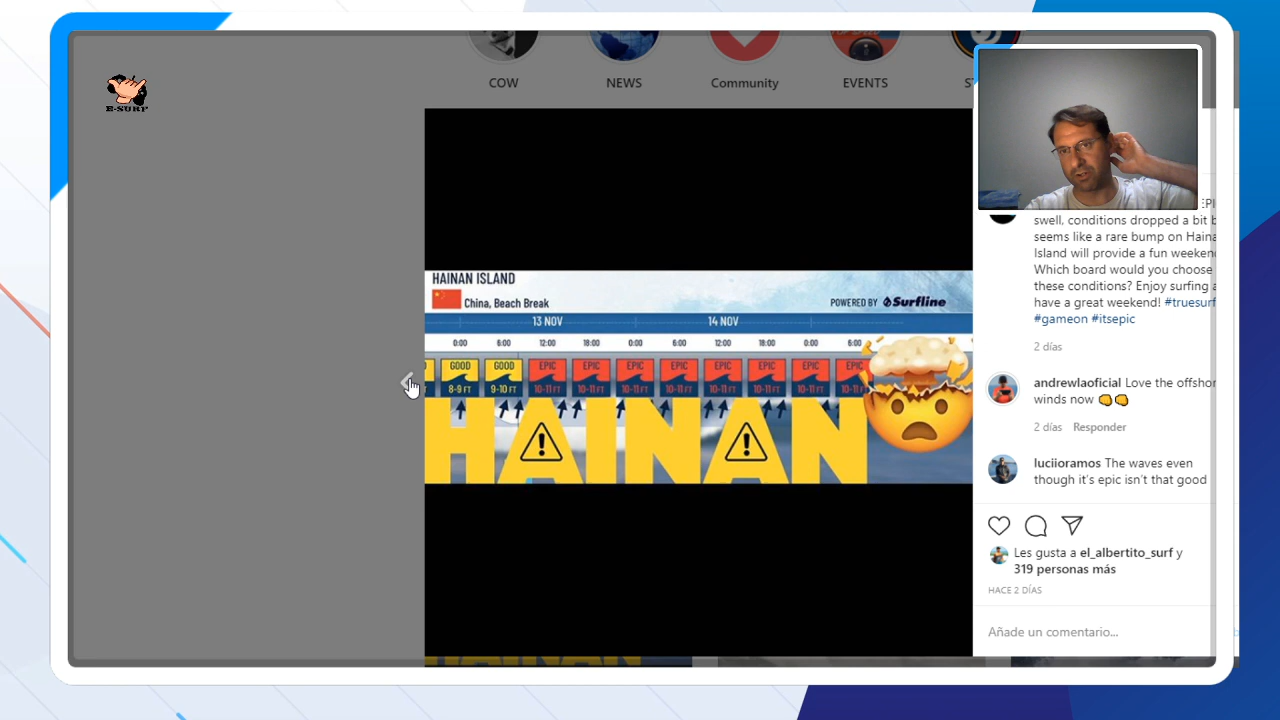 COW
NEWS
Community
EVENTS
E-SURF
swell, conditions dropped a bit
seems like a rare bump on
Island will provide a fun
Which board would you choose
these conditions? Enjoy surfing
have a great weekend!
#gameon #itsepic
2 días
HAINAN ISLAND
China, Beach Break
POWERED BY Surfline
13 NOV
14 NOV
0:00
6:00
12:00
18:00
0:00
6:00
12:00
18:00
0:00
6:00
GOOD
GOOD
EPIC
EPIC
EPIC
EPIC
EPIC
EPIC
EPIC
EPIC
8-9 FT
9-10 FT
10-11 FT
10-11 FT
10-11 FT
10-11 FT
10-11 FT
10-11 FT
10-11 FT
HAINAN
andrewlaoficial Love the
winds now
2 días Responder
luciioramos The waves even
though it's epic isn't that good
Les gusta a el_albertito_surf y
319 personas más
HACE 2 DÍAS
Añade un comentario...
HAINAN